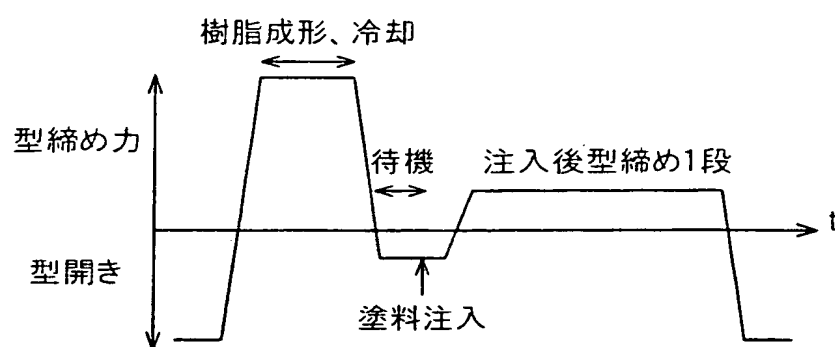 樹脂成形、冷却
型締め力
待機
注入後型締め1段
t
型開き
塗料注入